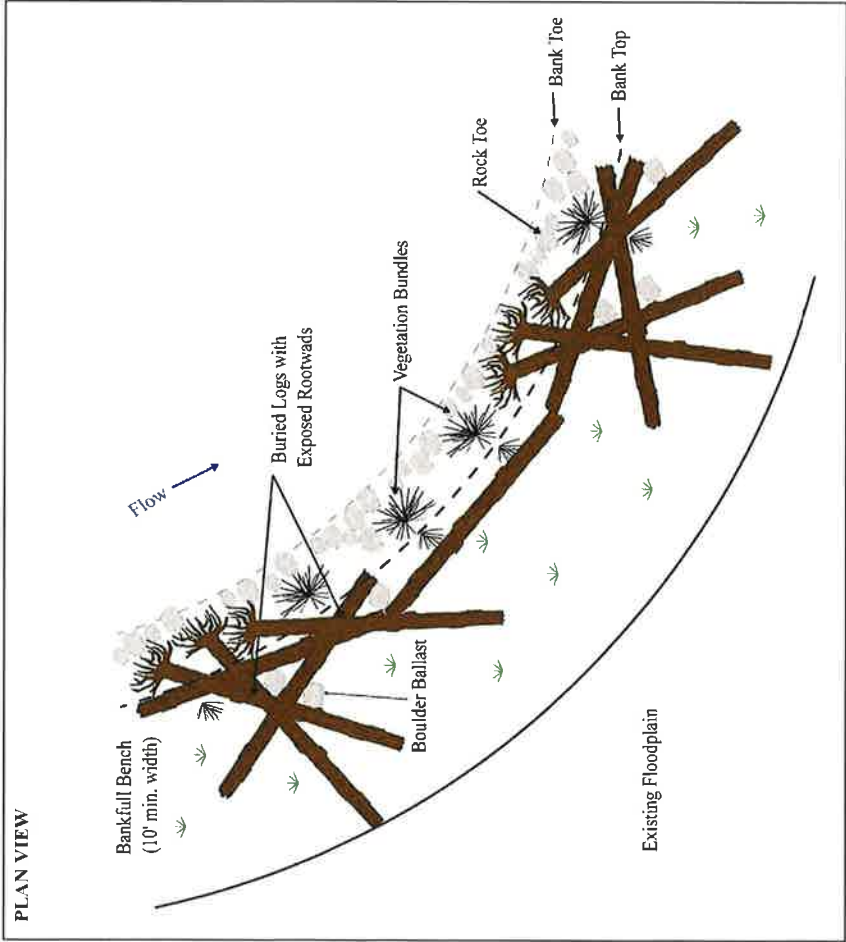 PLAN VIEW
Bankfull Bench
(10' min. width)
Flow
Buried Logs with
Exposed Rootwads
Vegetation Bundles
Rock Toe
Bank Toe
Bank Top
Boulder Ballast
Existing Floodplain